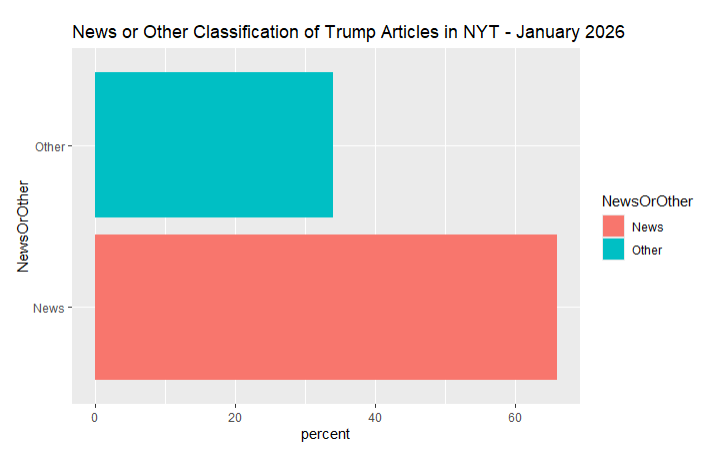 News or Other Classification of Trump Articles in NYT - January 2026
NewsOrOther
Other
News
0 20 40 60
percent
NewsOrOther
News
Other